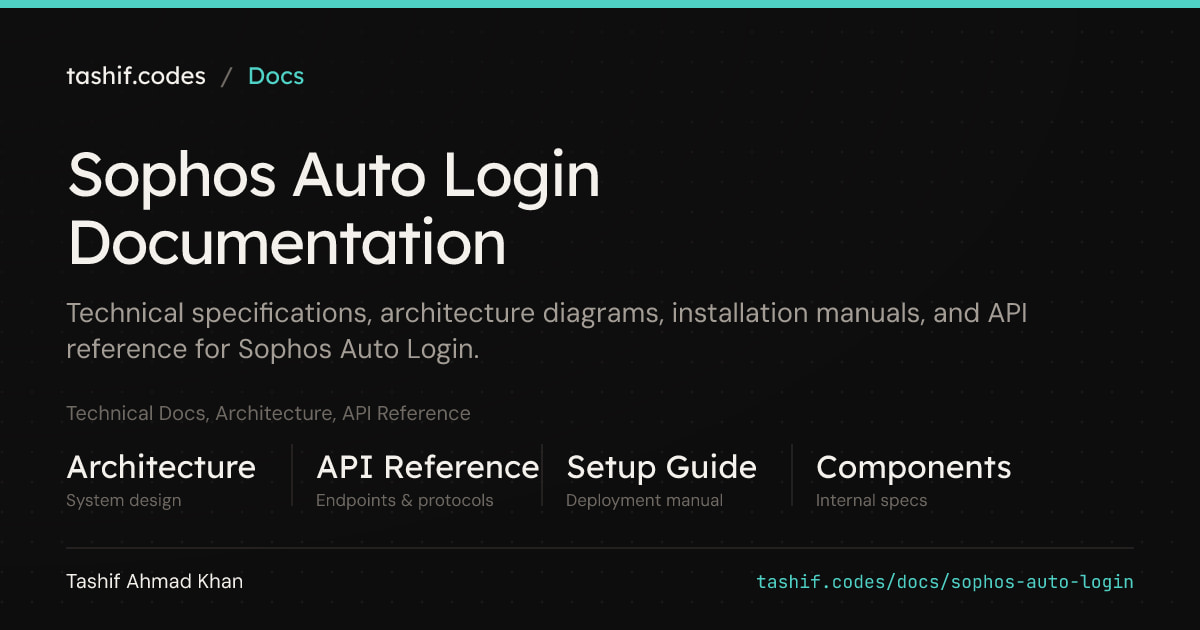 tashif.codes / Docs
Sophos Auto Login
Documentation
Technical specifications, architecture diagrams, installation manuals, and API
reference for Sophos Auto Login.
Technical Docs, Architecture, API Reference
Architecture
System design
API Reference
Endpoints & protocols
Setup Guide
Deployment manual
Components
Internal specs
Tashif Ahmad Khan
tashif.codes/docs/sophos-auto-login